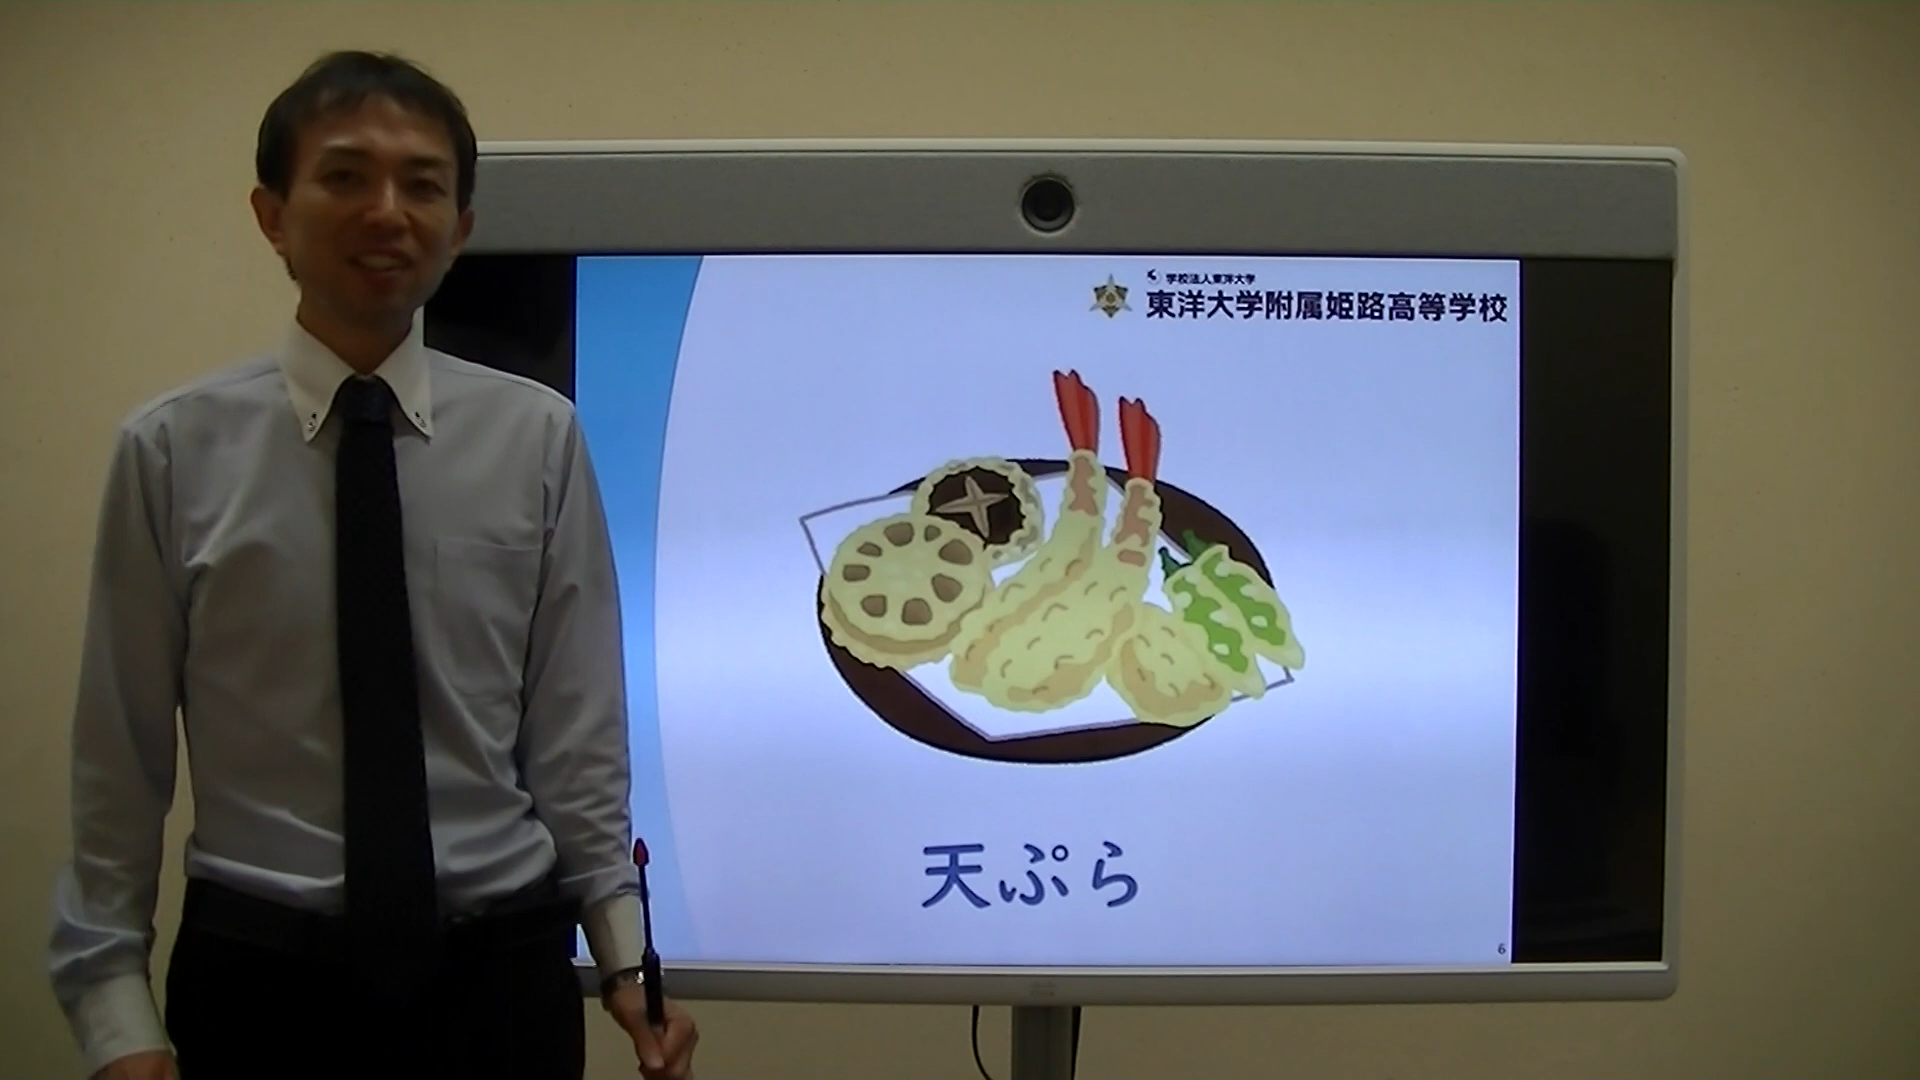 学校法人東洋大学
東洋大学附属姫路高等学校
天ぷら
6